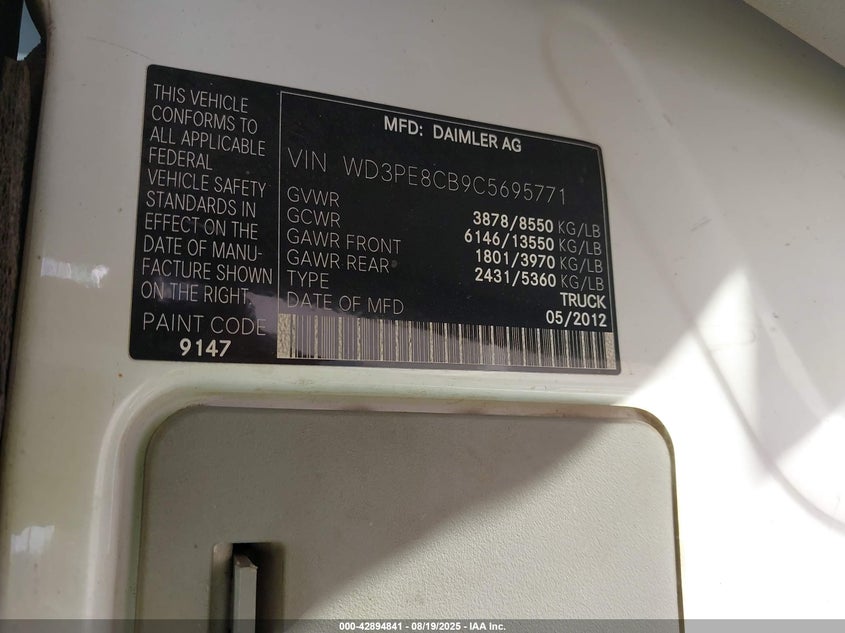 THIS VEHICLE
CONFORMS TO
ALL APPLICABLE
FEDERAL
VEHICLE SAFETY
STANDARDS IN
EFFECT ON THE
DATE OF MANU-
FACTURE SHOWN
ON THE RIGHT.
PAINT CODE
9147
MFD: DAIMLER AG
VIN WD3PE8CB9C5695771
GVWR 3878/8550 KG/LB
GCWR 6146/13550 KG/LB
GAWR FRONT 1801/3970 KG/LB
GAWR REAR 2431/5360 KG/LB
TYPE TRUCK
DATE OF MFD 05/2012
000-42894841 - 08/19/2025 - IAA Inc.